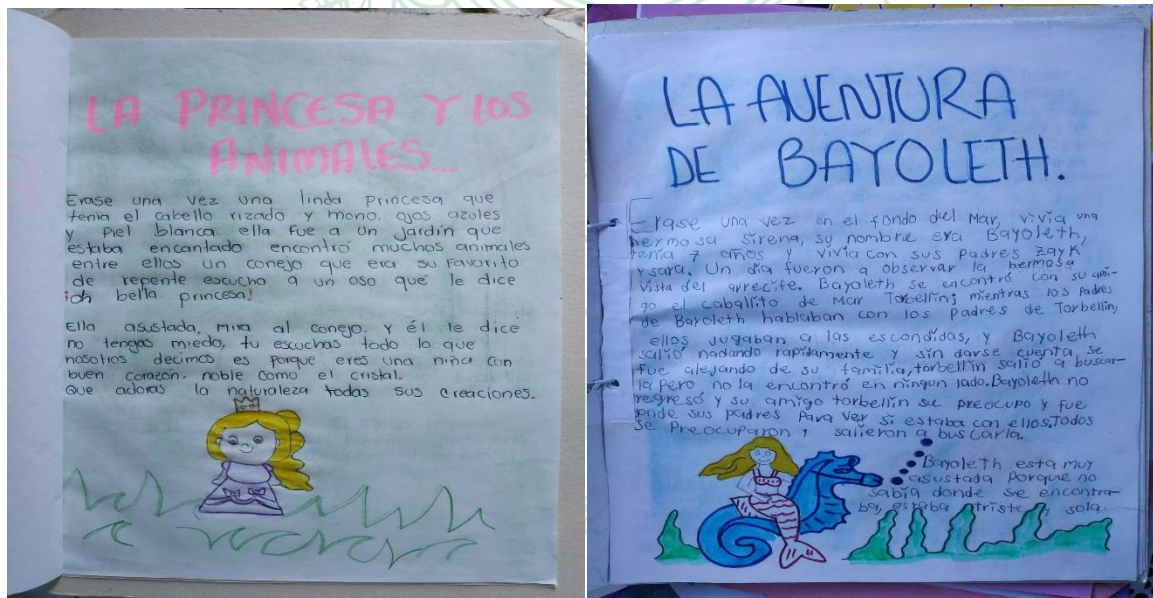 LA PRINCESA Y LOS
ANIMALES...
Erase una vez una linda princesa que
tenia el cabello rizado y mono. ojos azules
y piel blanca. ella fue a un jardín que
estaba encantado encontró muchos animales
entre ellos un conejo que era su favorito
de repente escucho a un oso que le dice
¡oh bella princesa!
Ella asustada, mira al conejo. y él le dice
no tengas miedo, tu escuchas todo lo que
nosotros decimos es porque eres una niña con
buen corazón. noble como el cristal.
Que adoras la naturaleza todas sus creaciones.
LA AVENTURA
DE BAYOLETH.
Erase una vez en el fondo del Mar, vivía una
hermosa sirena, su nombre era Bayoleth,
tenía 7 años y vivía con sus padres Zayk
y sara. Un día fueron a observar la hermosa
vista del arrecife. Bayoleth se encontró con su ami-
go el caballito de Mar Torbellin; mientras los padres
de Bayoleth hablaban con los padres de Torbellin,
ellos jugaban a las escondidas, y Bayoleth
salió nadando rapidamente y sin darse cuenta, se
fue alejando de su familia, torbellin salió a buscar-
la pero no la encontró en ningun lado. Bayoleth no
regresó y su amigo torbellin se preocupo y fue
onde sus padres Para ver si estaba con ellos. Todos
se Preocuparon y salieron a buscarla.
Bayoleth esta muy
asustada porque no
sabía donde se encontra-
ba, estaba triste y sola.